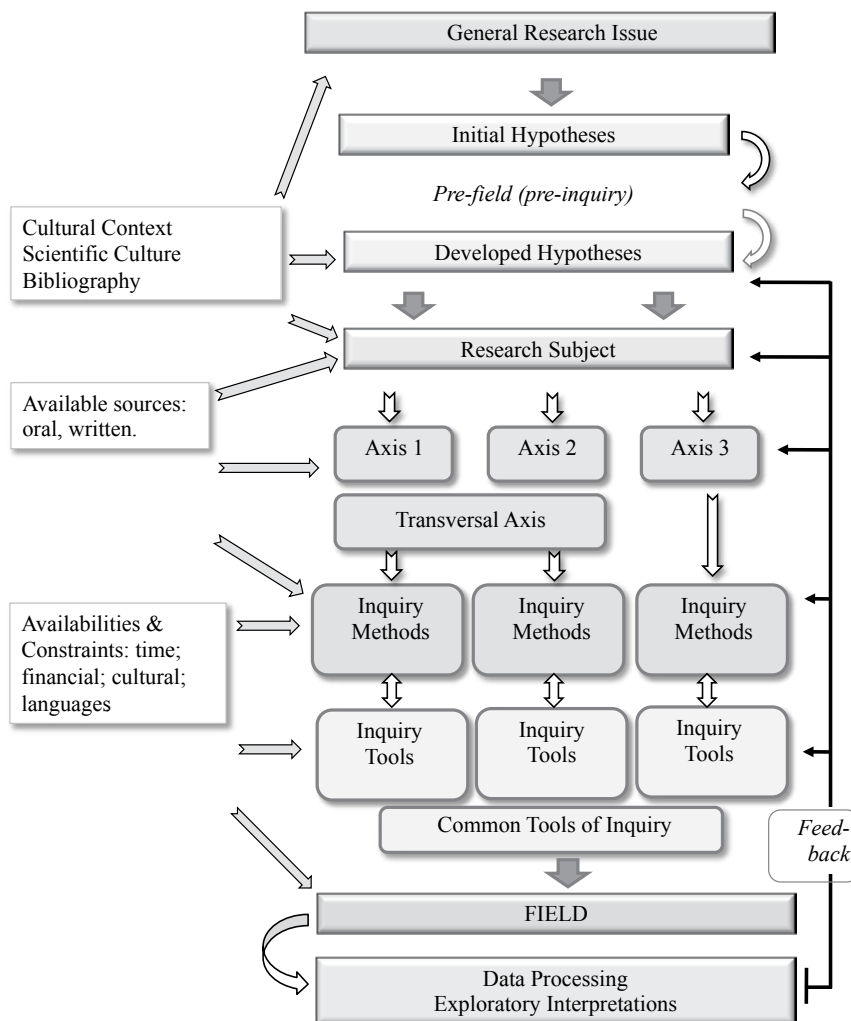 General Research Issue
Initial Hypotheses
Pre-field (pre-inquiry)
Cultural Context
Scientific Culture
Bibliography
Developed Hypotheses
Research Subject
Available sources:
oral, written.
Axis 1
Axis 2
Axis 3
Transversal Axis
Availabilities &
Constraints: time;
financial; cultural;
languages
Inquiry
Methods
Inquiry
Methods
Inquiry
Methods
Inquiry
Tools
Inquiry
Tools
Inquiry
Tools
Common Tools of Inquiry
Feed-
back
FIELD
Data Processing
Exploratory Interpretations